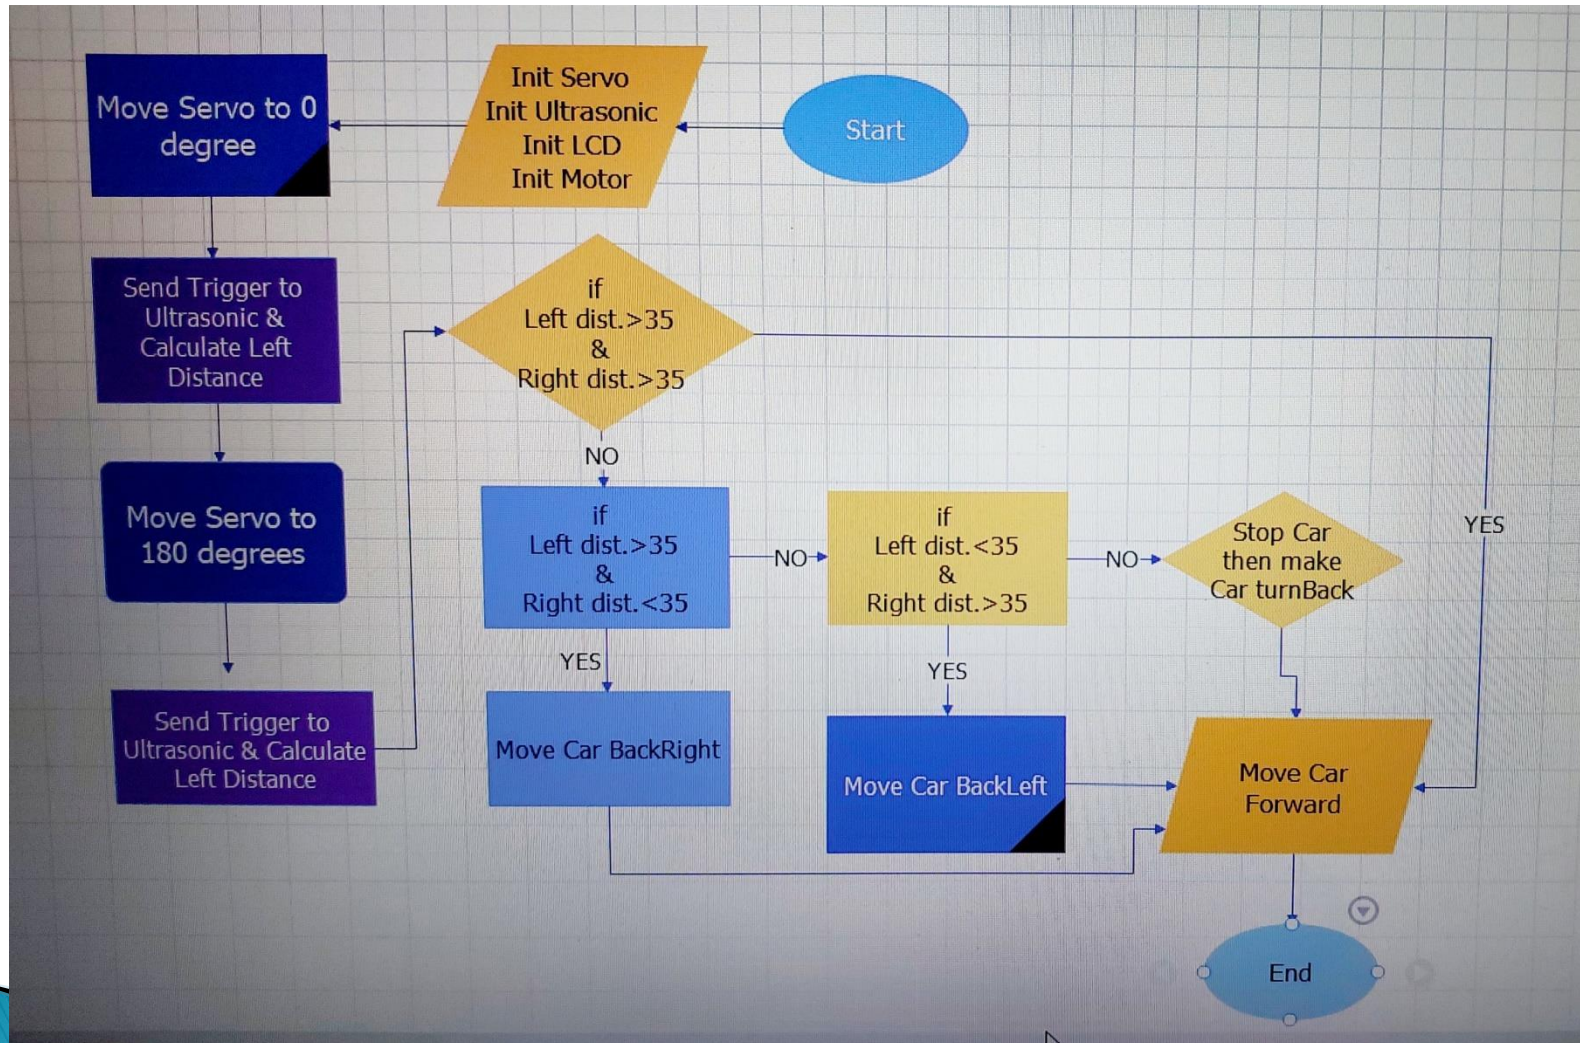 Start
Init Servo
Init Ultrasonic
Init LCD
Init Motor
Move Servo to 0
degree
Send Trigger to
Ultrasonic &
Calculate Left
Distance
Move Servo to
180 degrees
Send Trigger to
Ultrasonic & Calculate
Left Distance
if
Left dist.>35
&
Right dist.>35
NO
YES
if
Left dist.>35
&
Right dist.<35
NO
YES
Move Car BackRight
if
Left dist.<35
&
Right dist.>35
NO
YES
Move Car BackLeft
Stop Car
then make
Car turnBack
Move Car
Forward
End